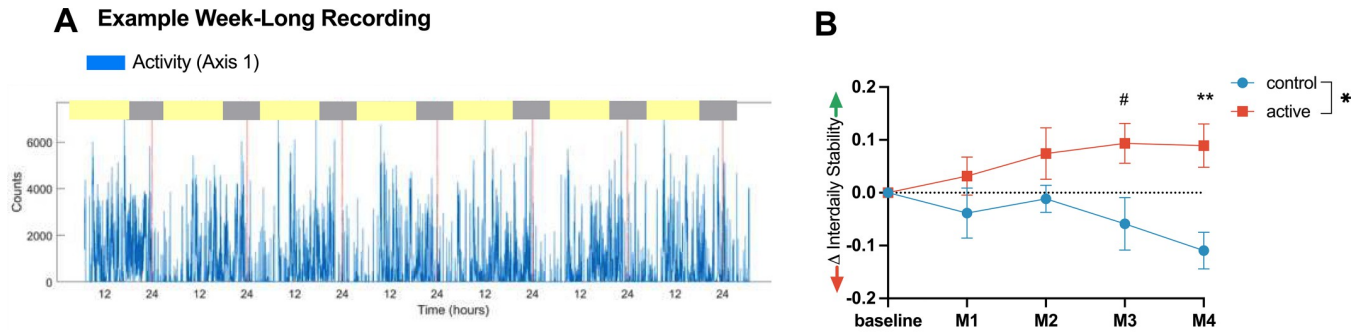 A Example Week-Long Recording
Activity (Axis 1)
Counts
6000
4000
2000
0
12 24 12 24 12 24 12 24 12 24 12 24 12 24
Time (hours)
B
Δ Interdaily Stability
0.2
0.1
0.0
-0.1
-0.2
# **
baseline M1 M2 M3 M4
control
active
*